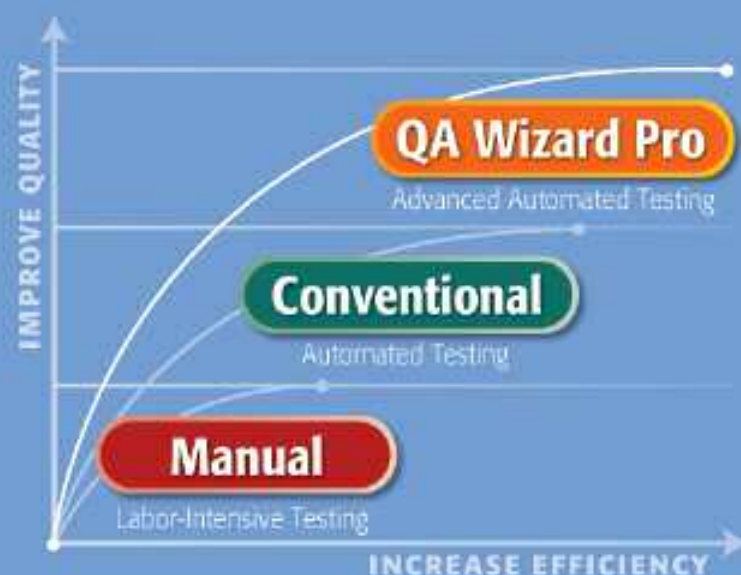 IMPROVE QUALITY
QA Wizard Pro
Advanced Automated Testing
Conventional
Automated Testing
Manual
Labor-Intensive Testing
INCREASE EFFICIENCY